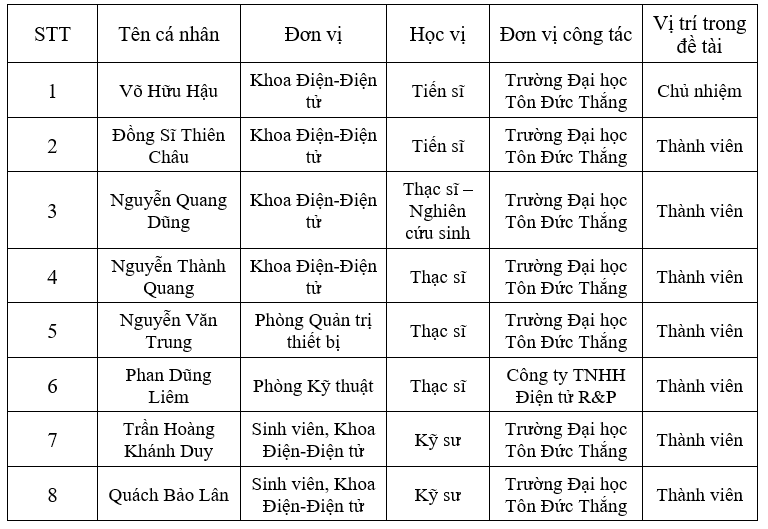 STT Tên cá nhân Đơn vị Học vị Đơn vị công tác Vị trí trong đề tài
1 Võ Hữu Hậu Khoa Điện-Điện tử Tiến sĩ Trường Đại học Tôn Đức Thắng Chủ nhiệm
2 Đồng Sĩ Thiên Châu Khoa Điện-Điện tử Tiến sĩ Trường Đại học Tôn Đức Thắng Thành viên
3 Nguyễn Quang Dũng Khoa Điện-Điện tử Thạc sĩ – Nghiên cứu sinh Trường Đại học Tôn Đức Thắng Thành viên
4 Nguyễn Thành Quang Khoa Điện-Điện tử Thạc sĩ Trường Đại học Tôn Đức Thắng Thành viên
5 Nguyễn Văn Trung Phòng Quản trị thiết bị Thạc sĩ Trường Đại học Tôn Đức Thắng Thành viên
6 Phan Dũng Liêm Phòng Kỹ thuật Thạc sĩ Công ty TNHH Điện tử R&P Thành viên
7 Trần Hoàng Khánh Duy Sinh viên, Khoa Điện-Điện tử Kỹ sư Trường Đại học Tôn Đức Thắng Thành viên
8 Quách Bảo Lân Sinh viên, Khoa Điện-Điện tử Kỹ sư Trường Đại học Tôn Đức Thắng Thành viên